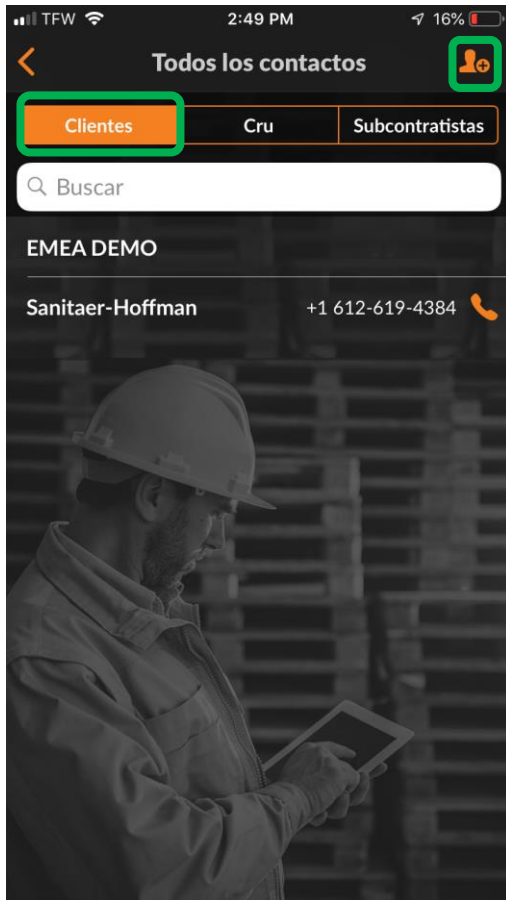 TFW 2:49 PM 16%
Todos los contactos
Clientes Cru Subcontratistas
Buscar
EMEA DEMO
Sanitaer-Hoffman +1 612-619-4384